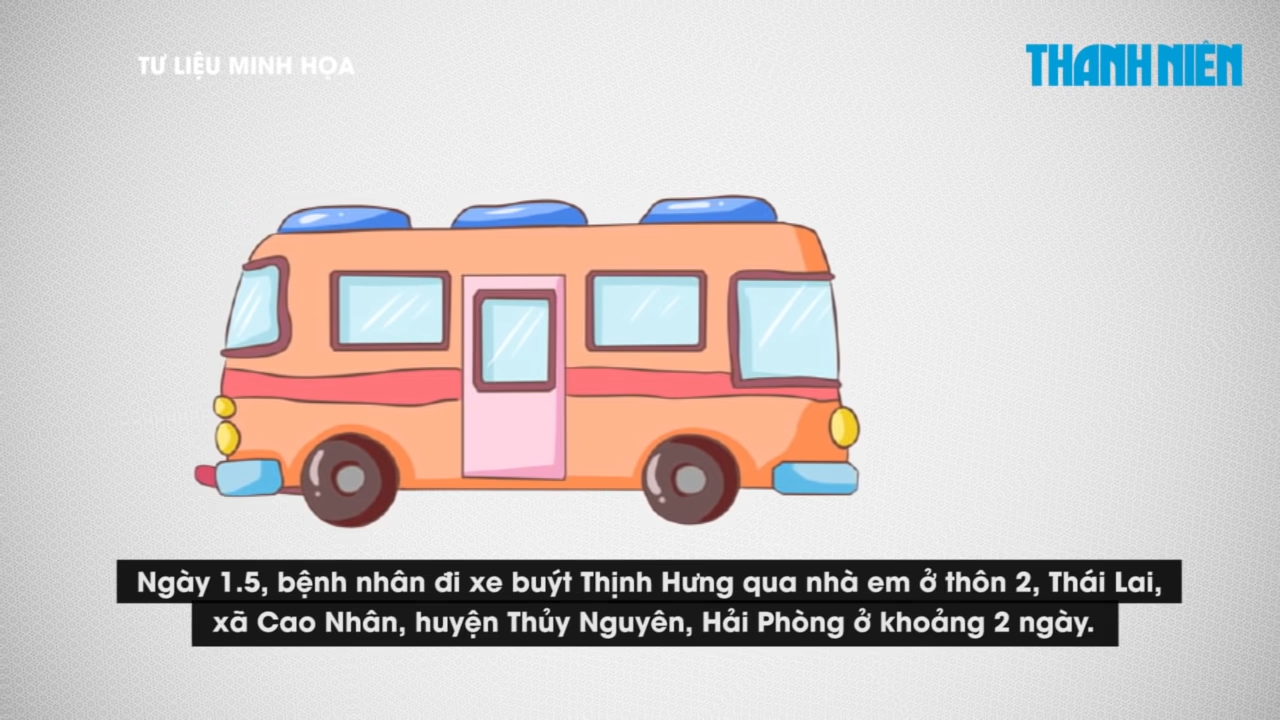 TƯ LIỆU MINH HỌA
THANH NIÊN
Ngày 1.5, bệnh nhân đi xe buýt Thịnh Hưng qua nhà em ở thôn 2, Thái Lai,
xã Cao Nhân, huyện Thủy Nguyên, Hải Phòng ở khoảng 2 ngày.